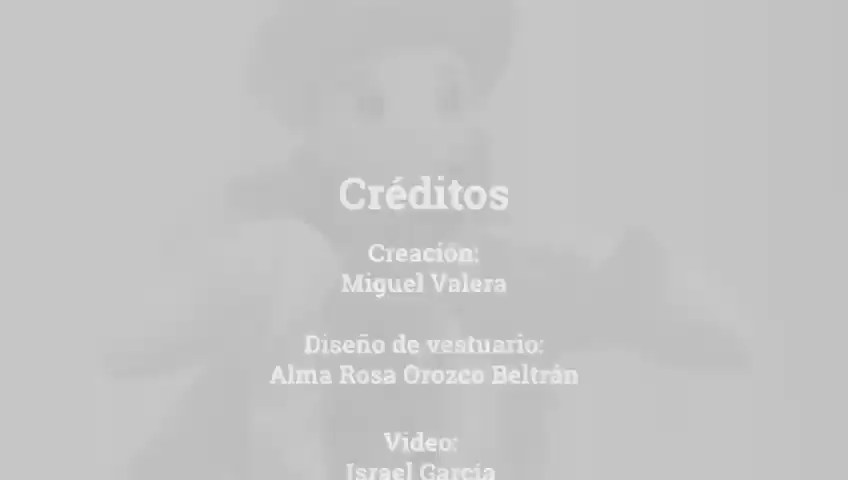 Créditos
Creación:
Miguel Valera
Diseño de vestuario:
Alma Rosa Orozco Beltrán
Video:
Israel García